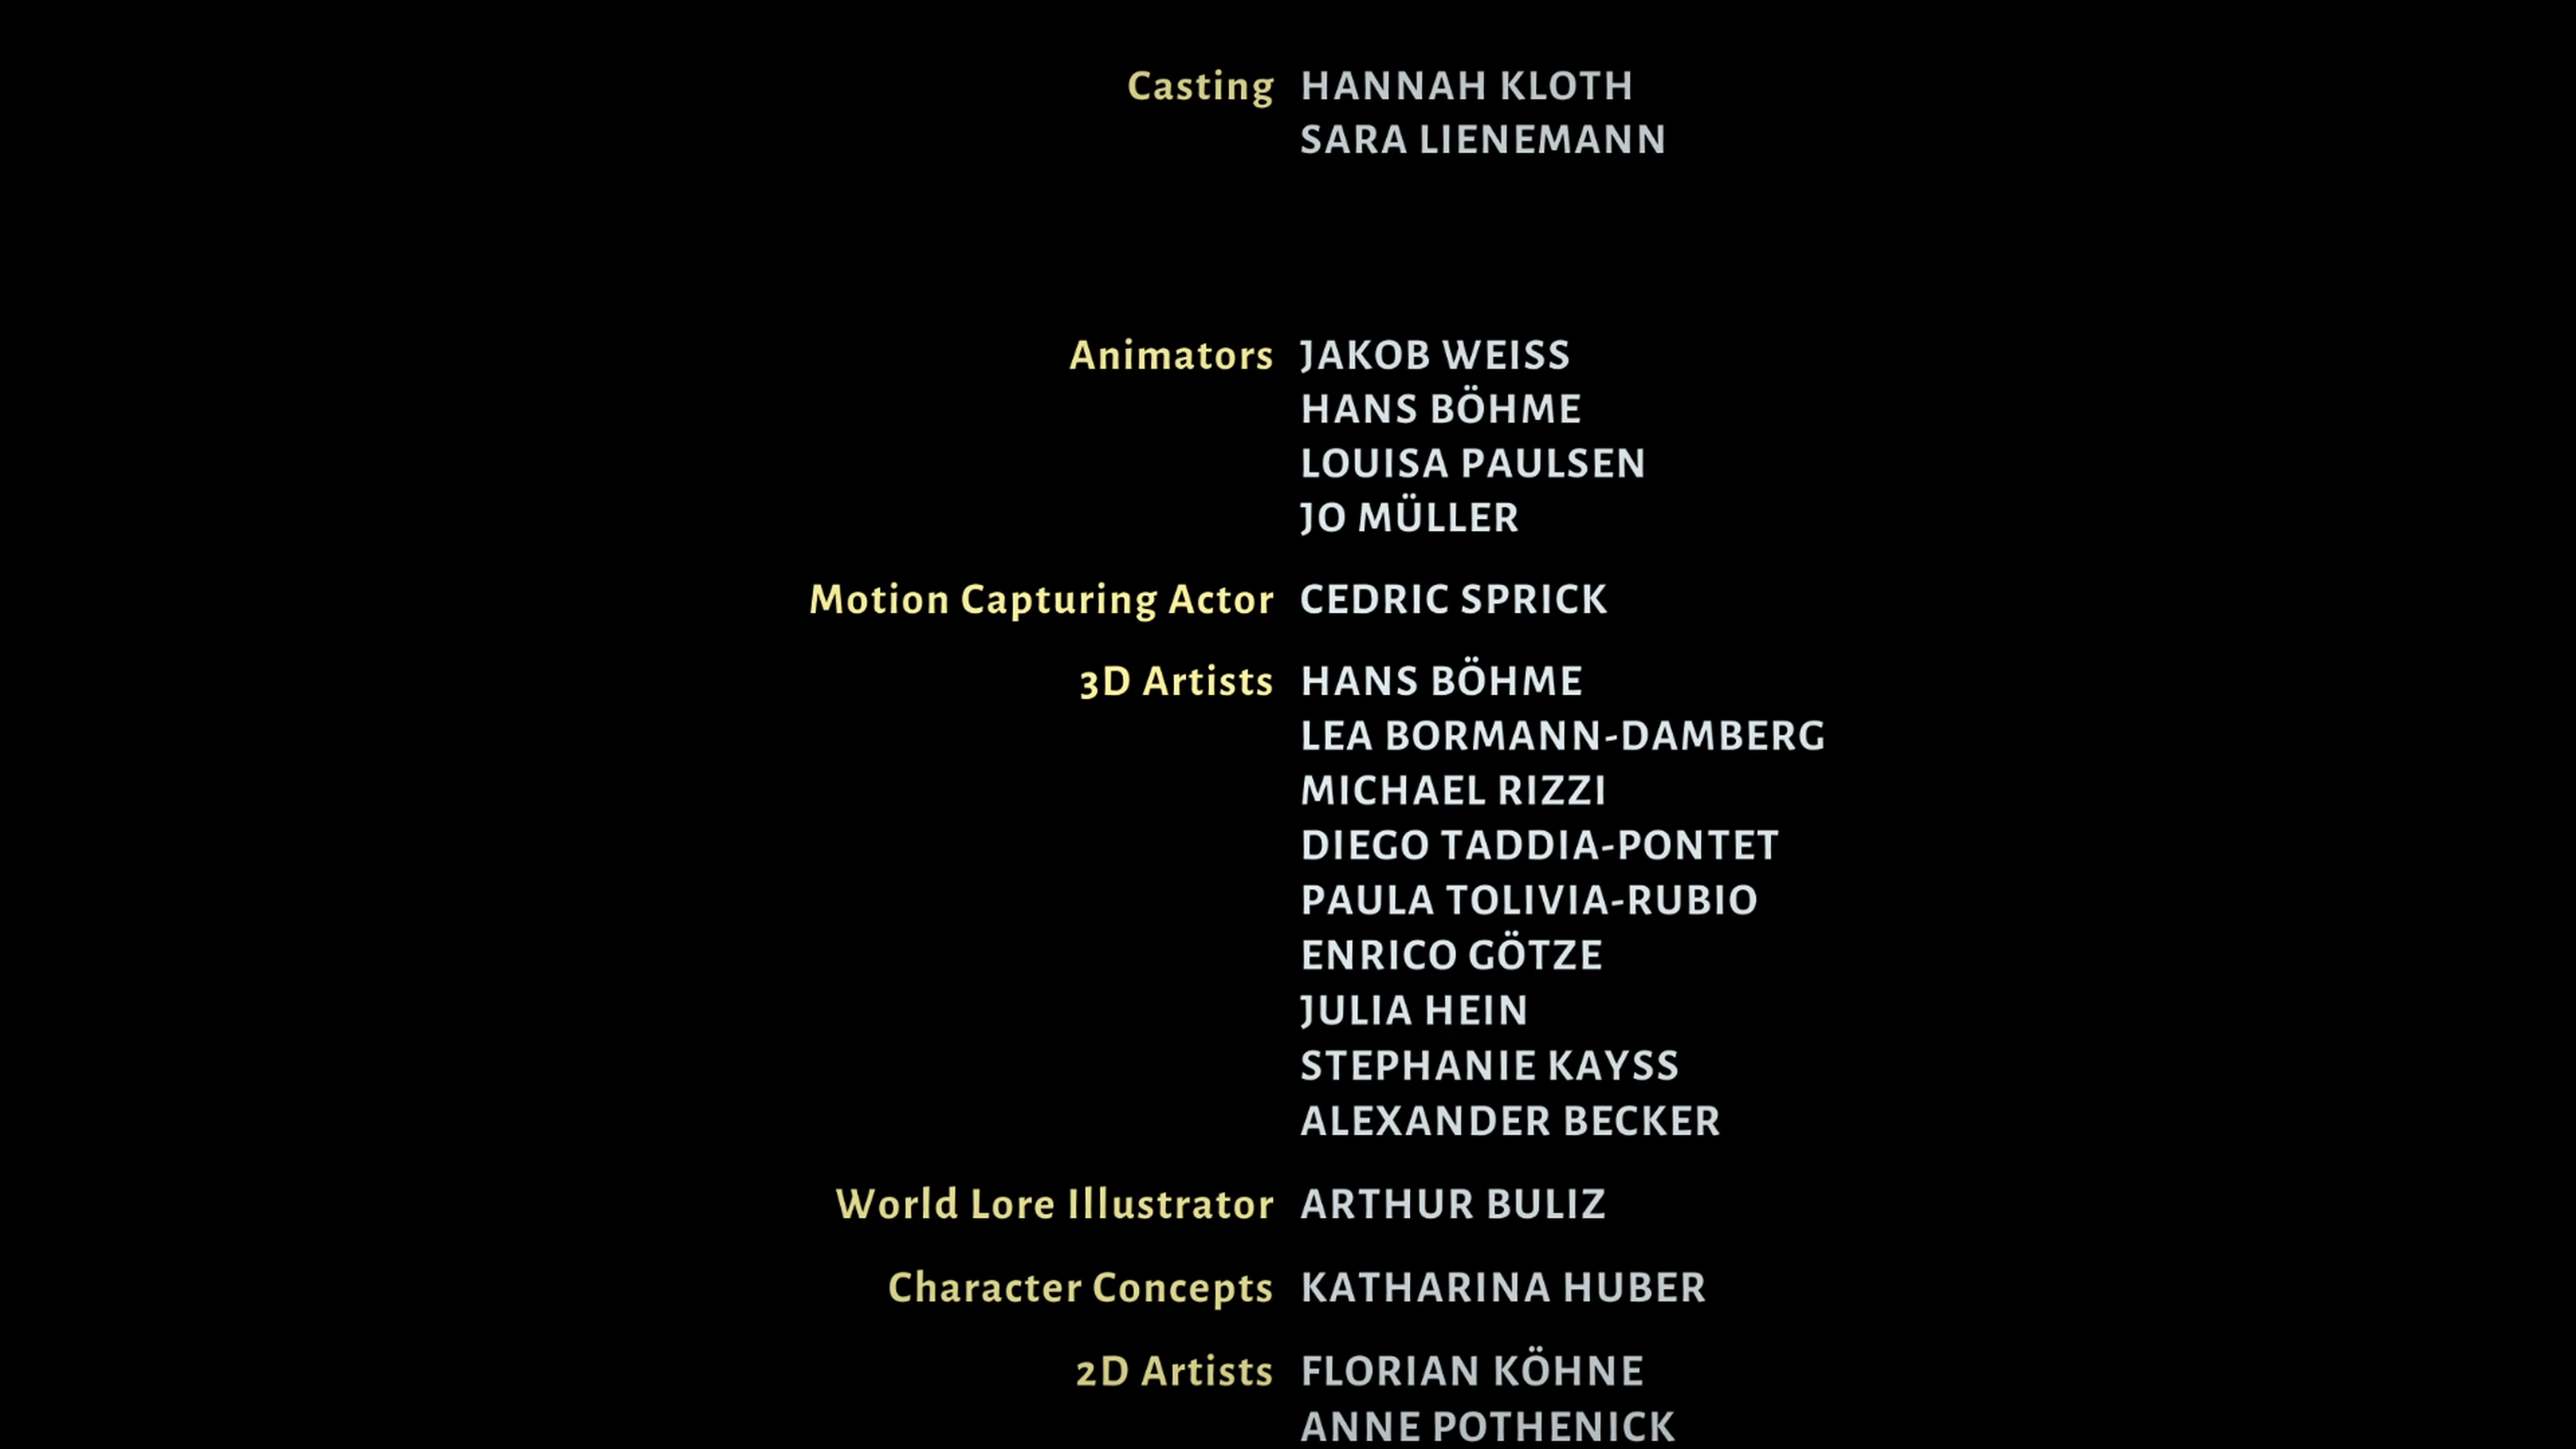 Casting HANNAH KLOTH
SARA LIENEMANN
Animators JAKOB WEISS
HANS BÖHME
LOUISA PAULSEN
JO MÜLLER
Motion Capturing Actor CEDRIC SPRICK
3D Artists HANS BÖHME
LEA BORMANN-DAMBERG
MICHAEL RIZZI
DIEGO TADDIA-PONTET
PAULA TOLIVIA-RUBIO
ENRICO GÖTZE
JULIA HEIN
STEPHANIE KAYSS
ALEXANDER BECKER
World Lore Illustrator ARTHUR BULIZ
Character Concepts KATHARINA HUBER
2D Artists FLORIAN KÖHNE
ANNE POTHENICK